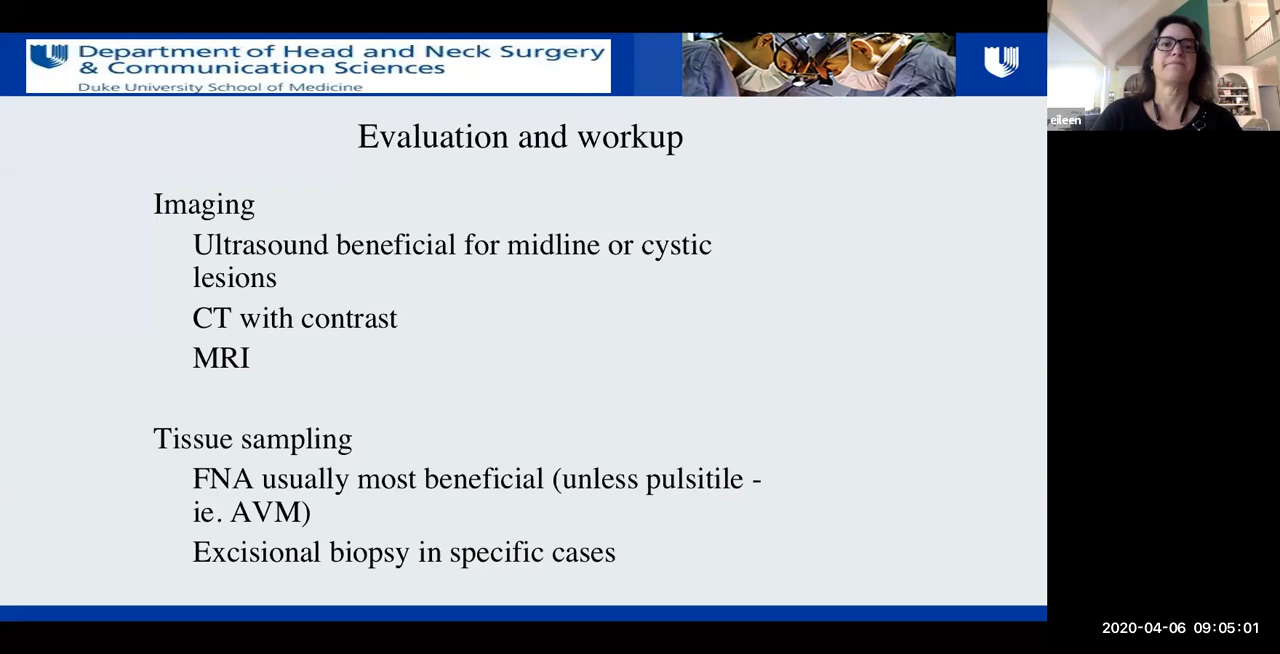 Department of Head and Neck Surgery
& Communication Sciences
Duke University School of Medicine
eileen
Evaluation and workup
Imaging
Ultrasound beneficial for midline or cystic
lesions
CT with contrast
MRI
Tissue sampling
FNA usually most beneficial (unless pulsitile -
ie. AVM)
Excisional biopsy in specific cases
2020-04-06 09:05:01